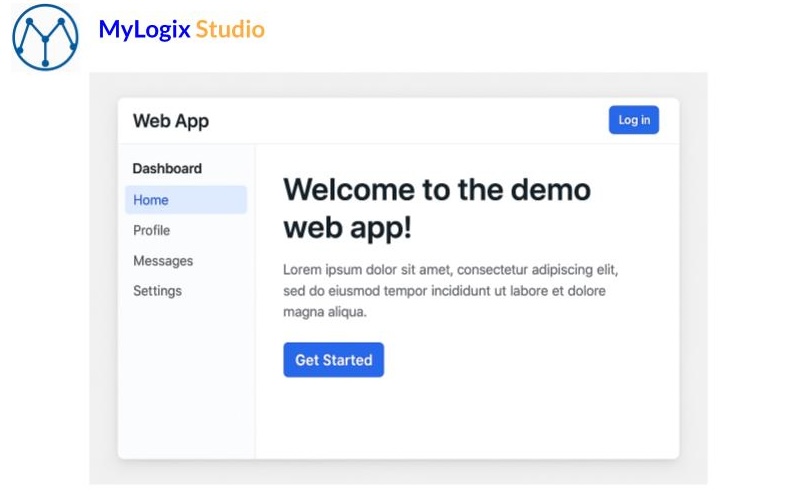 MyLogix Studio
Web App
Log in
Dashboard
Home
Profile
Messages
Settings
Welcome to the demo
web app!
Lorem ipsum dolor sit amet, consectetur adipiscing elit,
sed do eiusmod tempor incididunt ut labore et dolore
magna aliqua.
Get Started